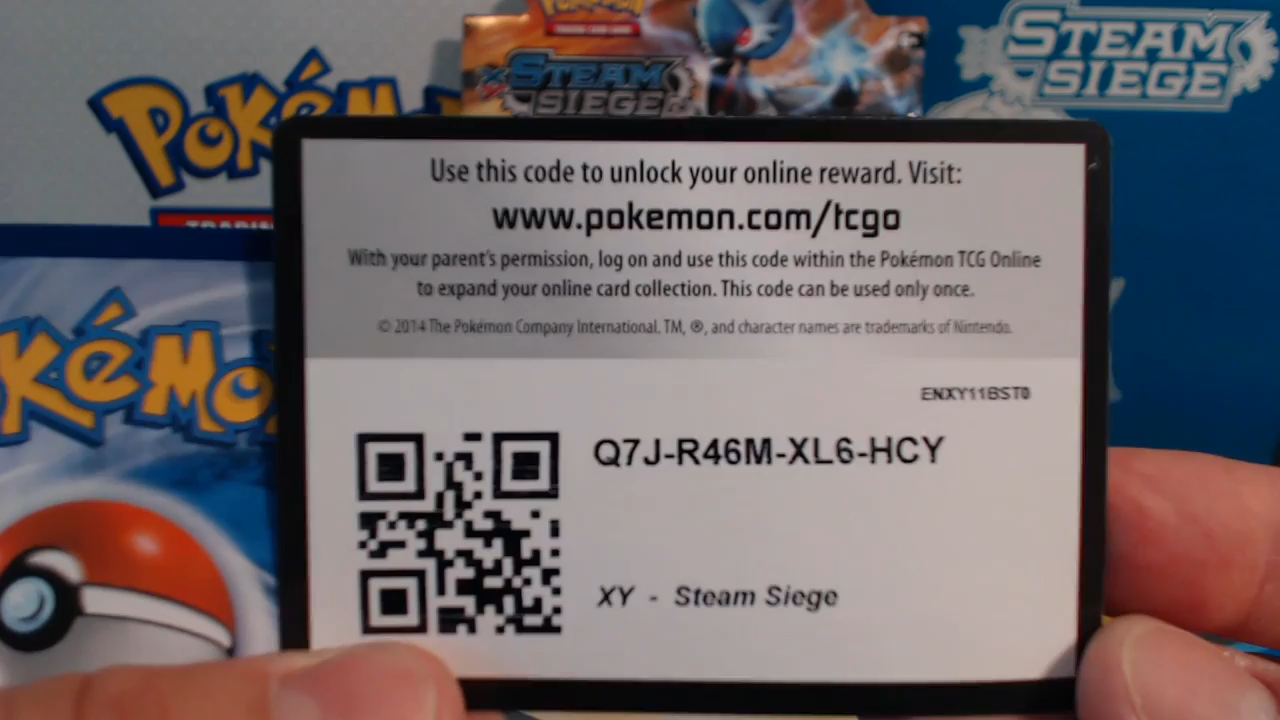 STEAM
SIEGE
STEAM
SIEGE
Use this code to unlock your online reward. Visit:
www.pokemon.com/tcgo
With your parent's permission, log on and use this code within the Pokémon TCG Online
to expand your online card collection. This code can be used only once.
© 2014 The Pokémon Company International. TM, ®, and character names are trademarks of Nintendo.
ENXY11BST0
Q7J-R46M-XL6-HCY
XY - Steam Siege